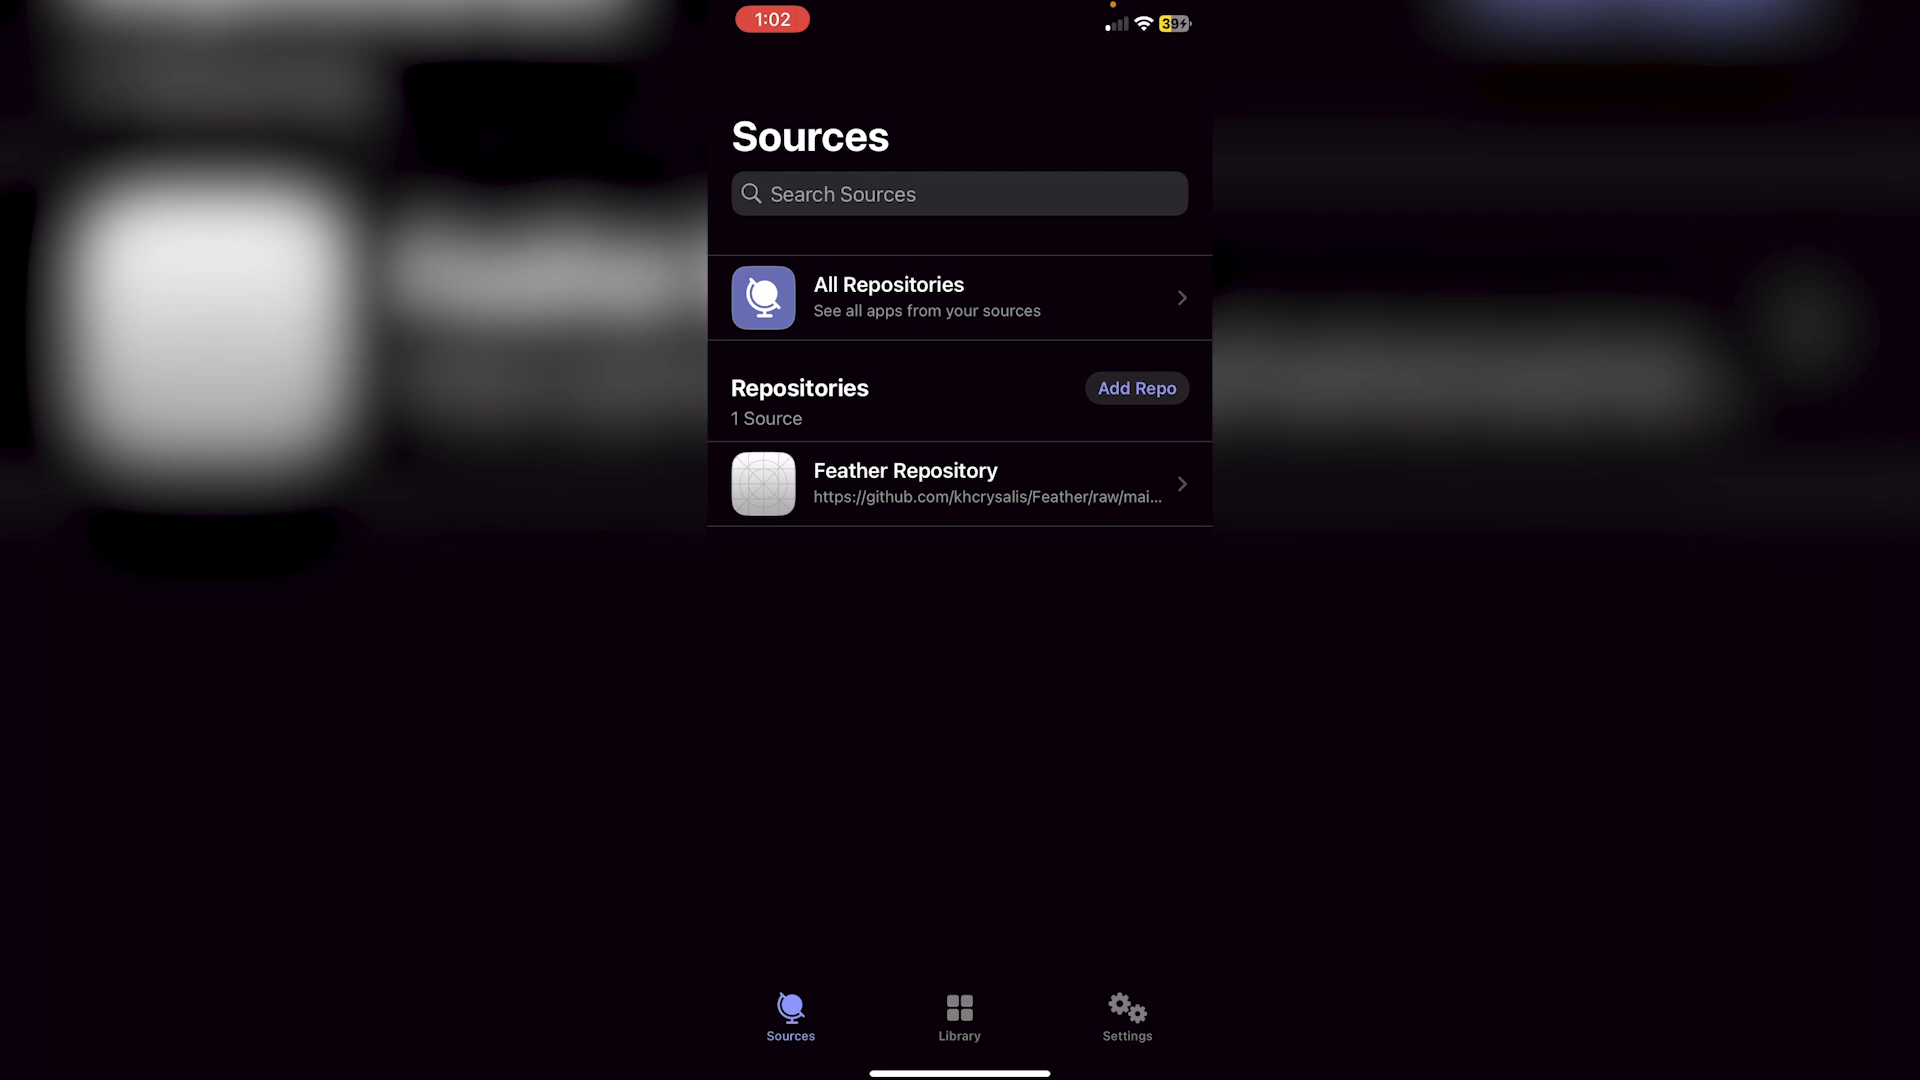 1:02
39
Sources
Search Sources
All Repositories
See all apps from your sources
Repositories
Add Repo
1 Source
Feather Repository
https://github.com/khcrysalis/Feather/raw/mai...
Sources
Library
Settings